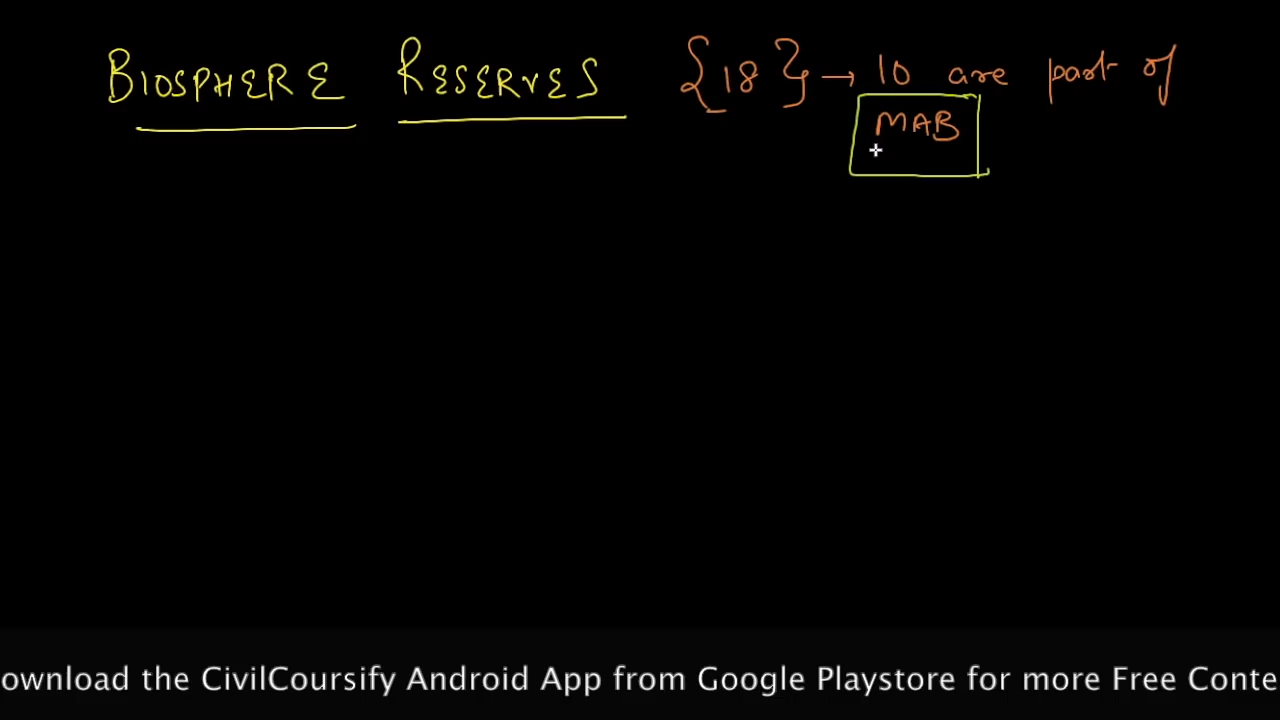 BIOSPHERE RESERVES {18} → 10 are part of
MAB
ownload the CivilCoursify Android App from Google Playstore for more Free Conte